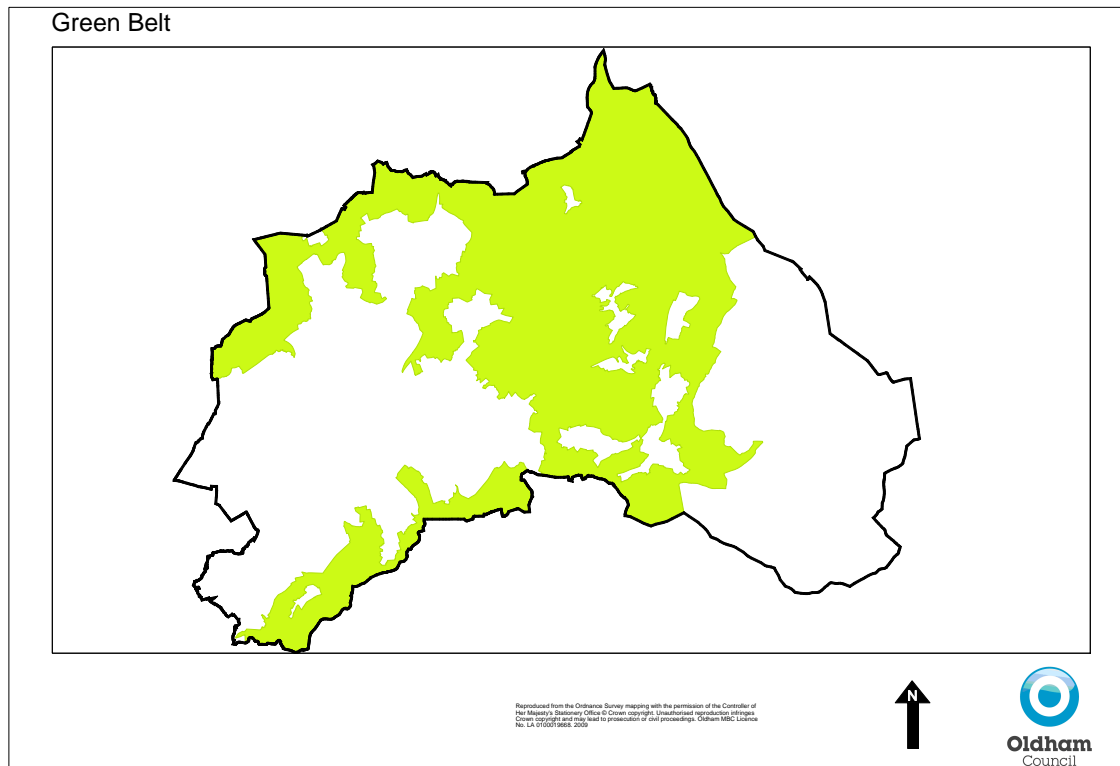 Green Belt
N
Reproduced from the Ordnance Survey mapping with the permission of the Controller of
Her Majesty's Stationery Office © Crown copyright. Unauthorised reproduction infringes
Crown copyright and may lead to prosecution or civil proceedings. Oldham MBC Licence
No. LA 0100019668. 2009
Oldham
Council